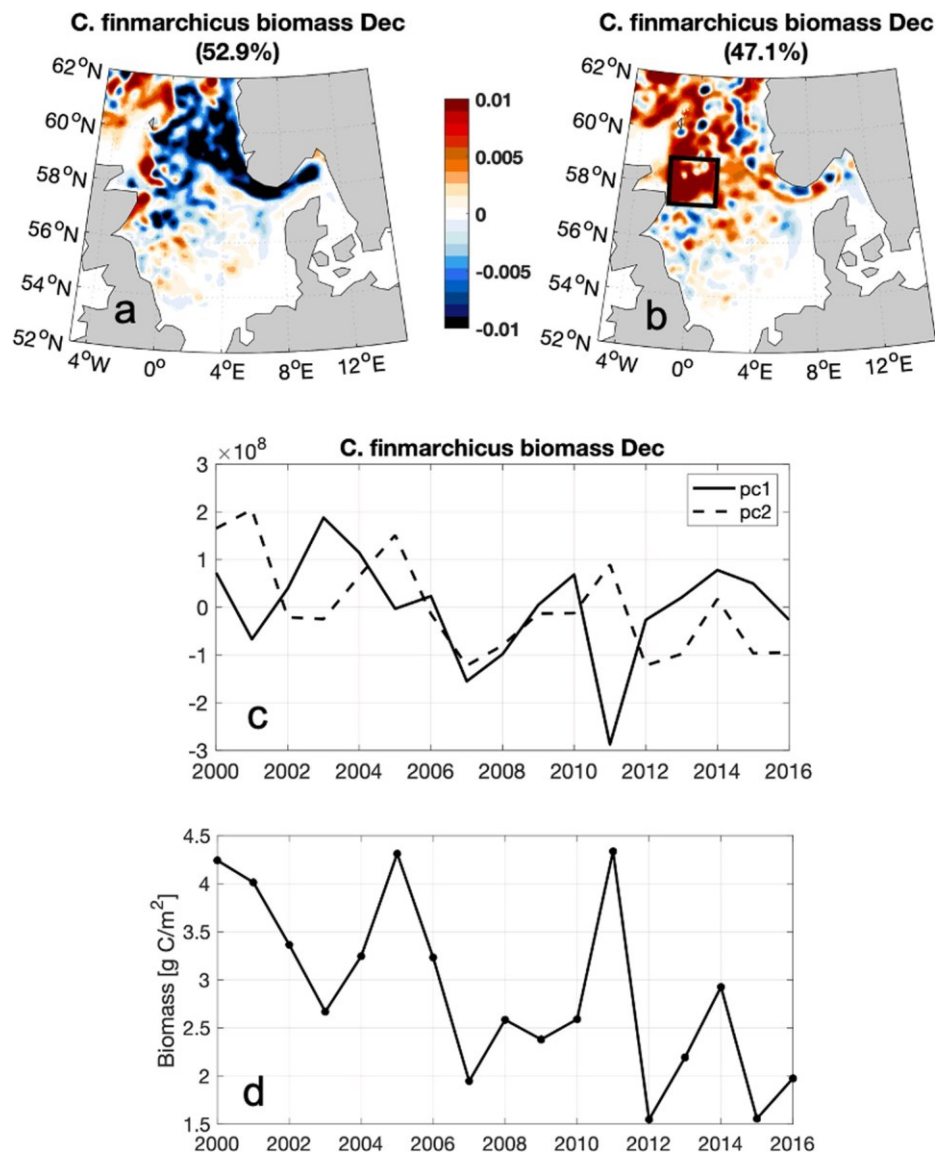 C. finmarchicus biomass Dec
(52.9%)
62°N
60°N
58°N
56°N
54°N
52°N
4°W
0°
4°E
8°E
12°E
a
0.01
0.005
0
-0.005
-0.01
C. finmarchicus biomass Dec
(47.1%)
62°N
60°N
58°N
56°N
54°N
52°N
4°W
0°
4°E
8°E
12°E
b
C. finmarchicus biomass Dec
×10⁸
3
2
1
0
-1
-2
-3
pc1
pc2
c
2000 2002 2004 2006 2008 2010 2012 2014 2016
Biomass [g C/m²]
4.5
4
3.5
3
2.5
2
1.5
d
2000 2002 2004 2006 2008 2010 2012 2014 2016